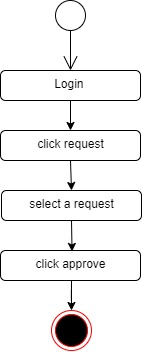 Login
click request
select a request
click approve